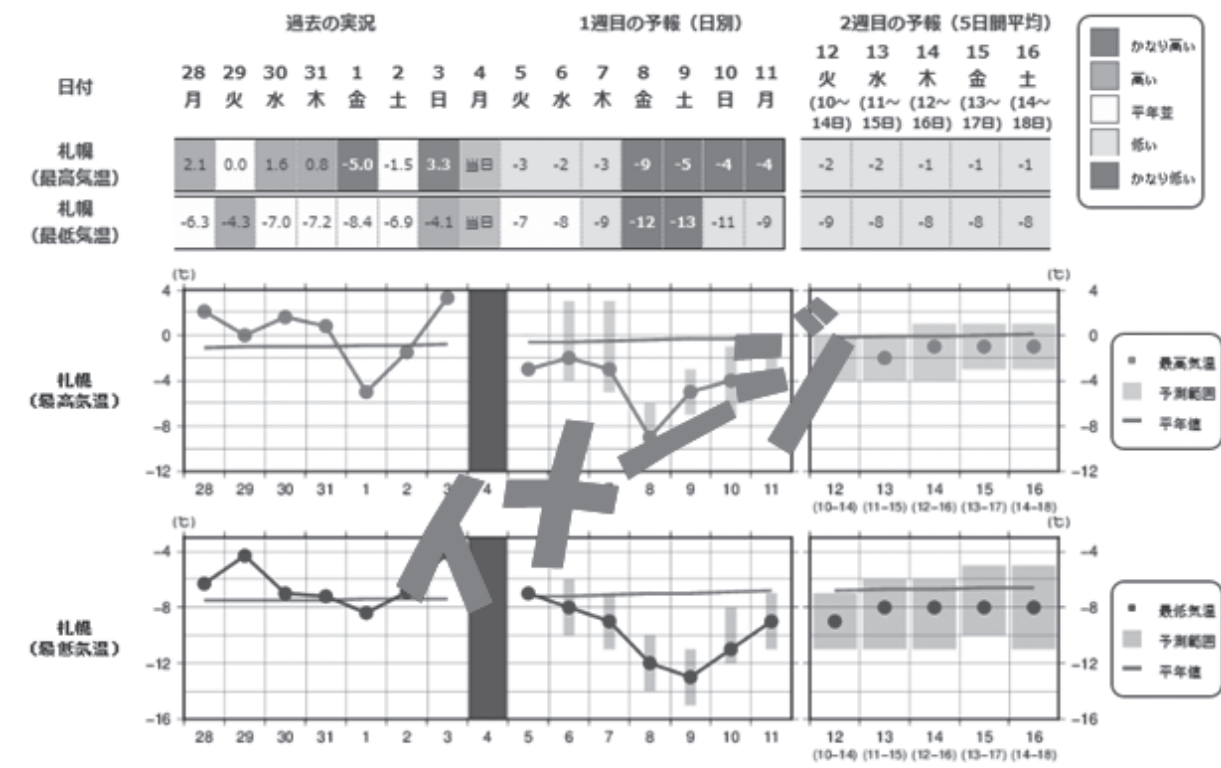 過去の実況 1週目の予報（日別） 2週目の予報（5日間平均）
日付 28 29 30 31 1 2 3 4 5 6 7 8 9 10 11 12 13 14 15 16
月 火 水 木 金 土 日 月 火 水 木 金 土 日 月 火 水 木 金 土
(10～ (11～ (12～ (13～ (14～
14日) 15日) 16日) 17日) 18日)
札幌
（最高気温）
2.1 0.0 1.6 0.8 -5.0 -1.5 3.3 当日 -3 -2 -3 -9 -5 -4 -4 -2 -2 -1 -1 -1
札幌
（最低気温）
-6.3 -4.3 -7.0 -7.2 -8.4 -6.9 -4.1 当日 -7 -8 -9 -12 -13 -11 -9 -9 -8 -8 -8 -8
かなり高い
高い
平年並
低い
かなり低い
(℃) (℃)
4 4
0 0
-4 -4
-8 -8
-12 -12
札幌
（最高気温）
28 29 30 31 1 2 3 4 5 6 7 8 9 10 11 12 13 14 15 16
(10-14) (11-15) (12-16) (13-17) (14-18)
最高気温
予測範囲
平年値
(℃) (℃)
-4 -4
-8 -8
-12 -12
-16 -16
札幌
（最低気温）
28 29 30 31 1 2 3 4 5 6 7 8 9 10 11 12 13 14 15 16
(10-14) (11-15) (12-16) (13-17) (14-18)
最低気温
予測範囲
平年値
イメージ